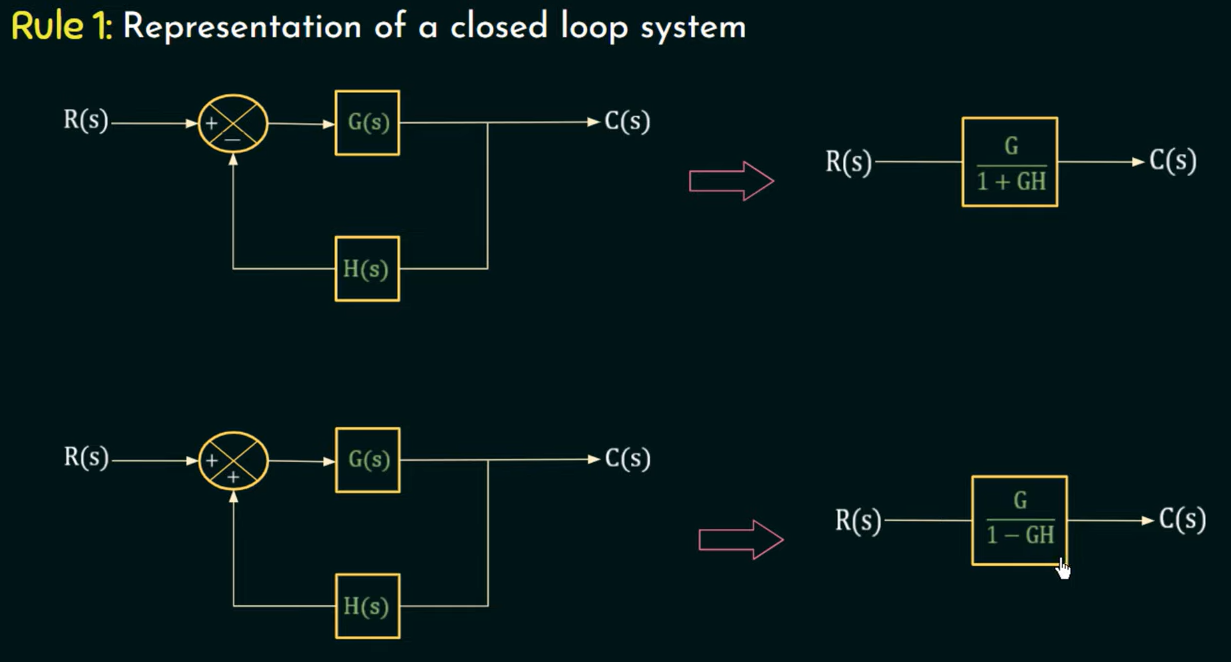 Rule 1: Representation of a closed loop system
R(s)
+
−
G(s)
C(s)
H(s)
R(s)
G
1 + GH
C(s)
R(s)
+
+
G(s)
C(s)
H(s)
R(s)
G
1 − GH
C(s)